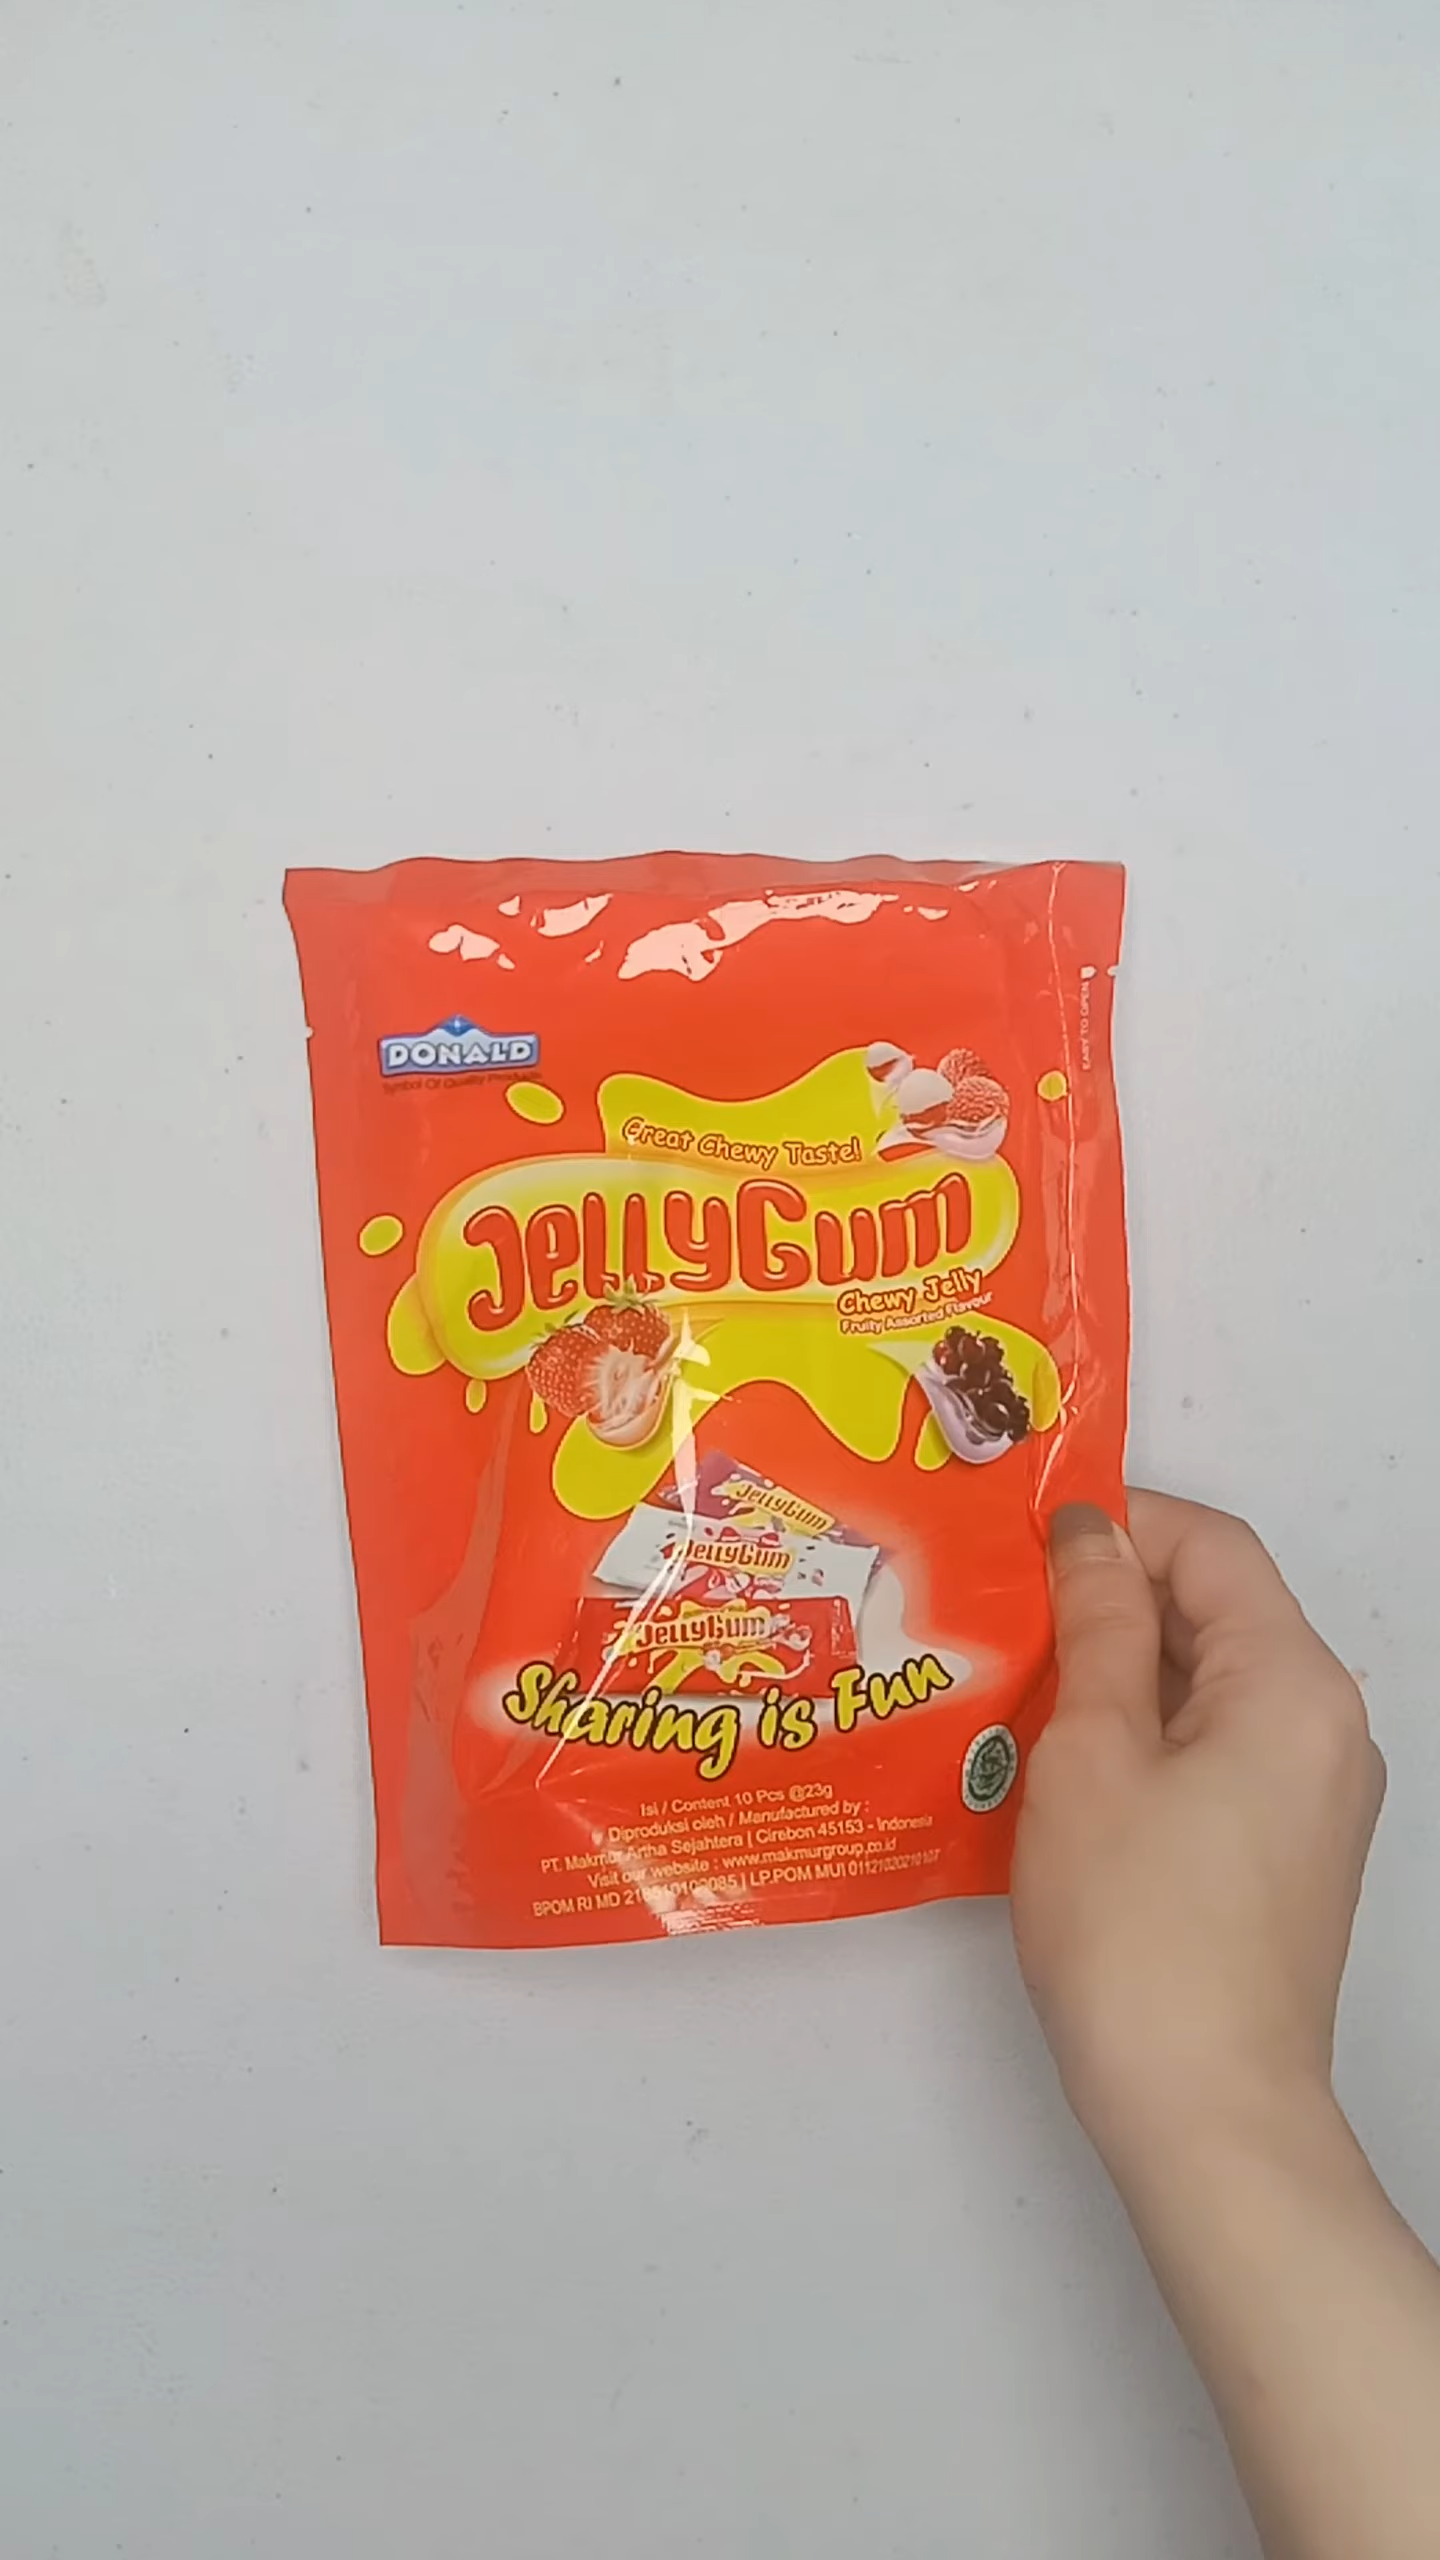 DONALD
Symbol Of Quality Products
EASY TO OPEN
Great Chewy Taste!
JellyGum
Chewy Jelly
Fruity Assorted Flavour
JellyGum
JellyGum
JellyGum
Sharing is Fun
Isi / Content 10 Pcs @23g
Diproduksi oleh / Manufactured by :
PT. Makmur Artha Sejahtera | Cirebon 45153 - Indonesia
Visit our website : www.makmurgroup.co.id
BPOM RI MD | LP.POM MUI 01121020210107